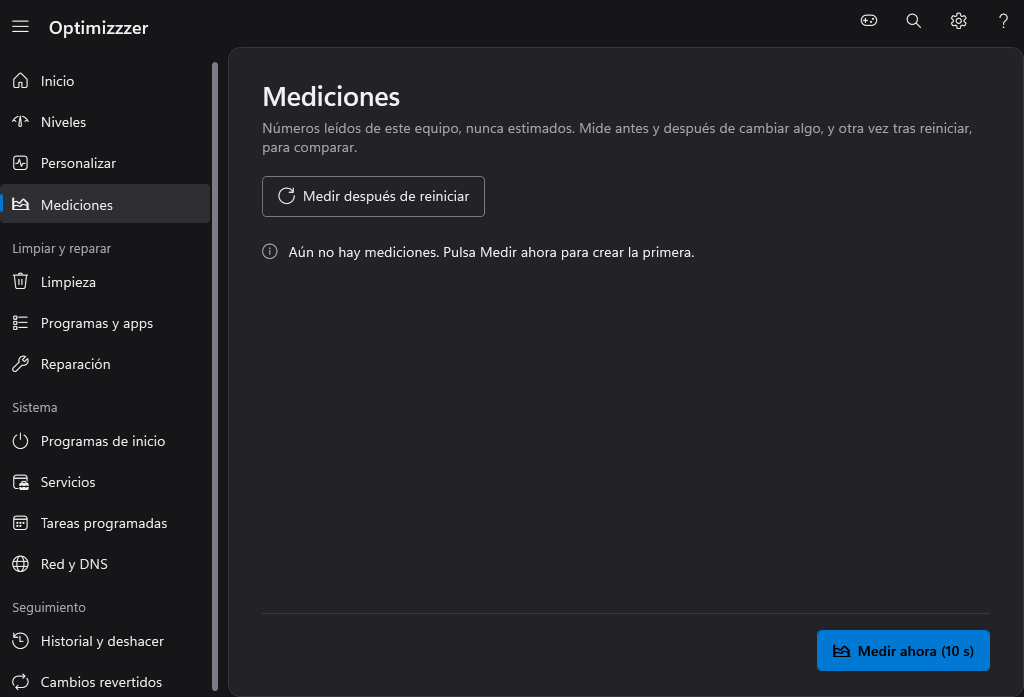 Optimizzzer
Inicio
Niveles
Personalizar
Mediciones
Limpiar y reparar
Limpieza
Programas y apps
Reparación
Sistema
Programas de inicio
Servicios
Tareas programadas
Red y DNS
Seguimiento
Historial y deshacer
Cambios revertidos
Mediciones
Números leídos de este equipo, nunca estimados. Mide antes y después de cambiar algo, y otra vez tras reiniciar,
para comparar.
Medir después de reiniciar
Aún no hay mediciones. Pulsa Medir ahora para crear la primera.
Medir ahora (10 s)